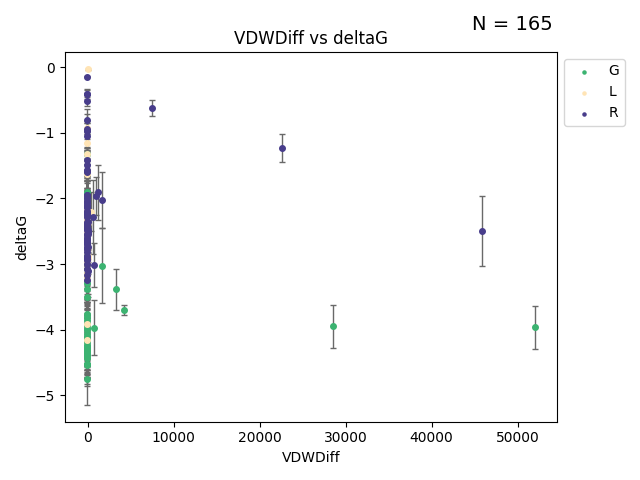 N = 165
VDWDiff vs deltaG
G
L
R
deltaG
0
−1
−2
−3
−4
−5
0
10000
20000
30000
40000
50000
VDWDiff